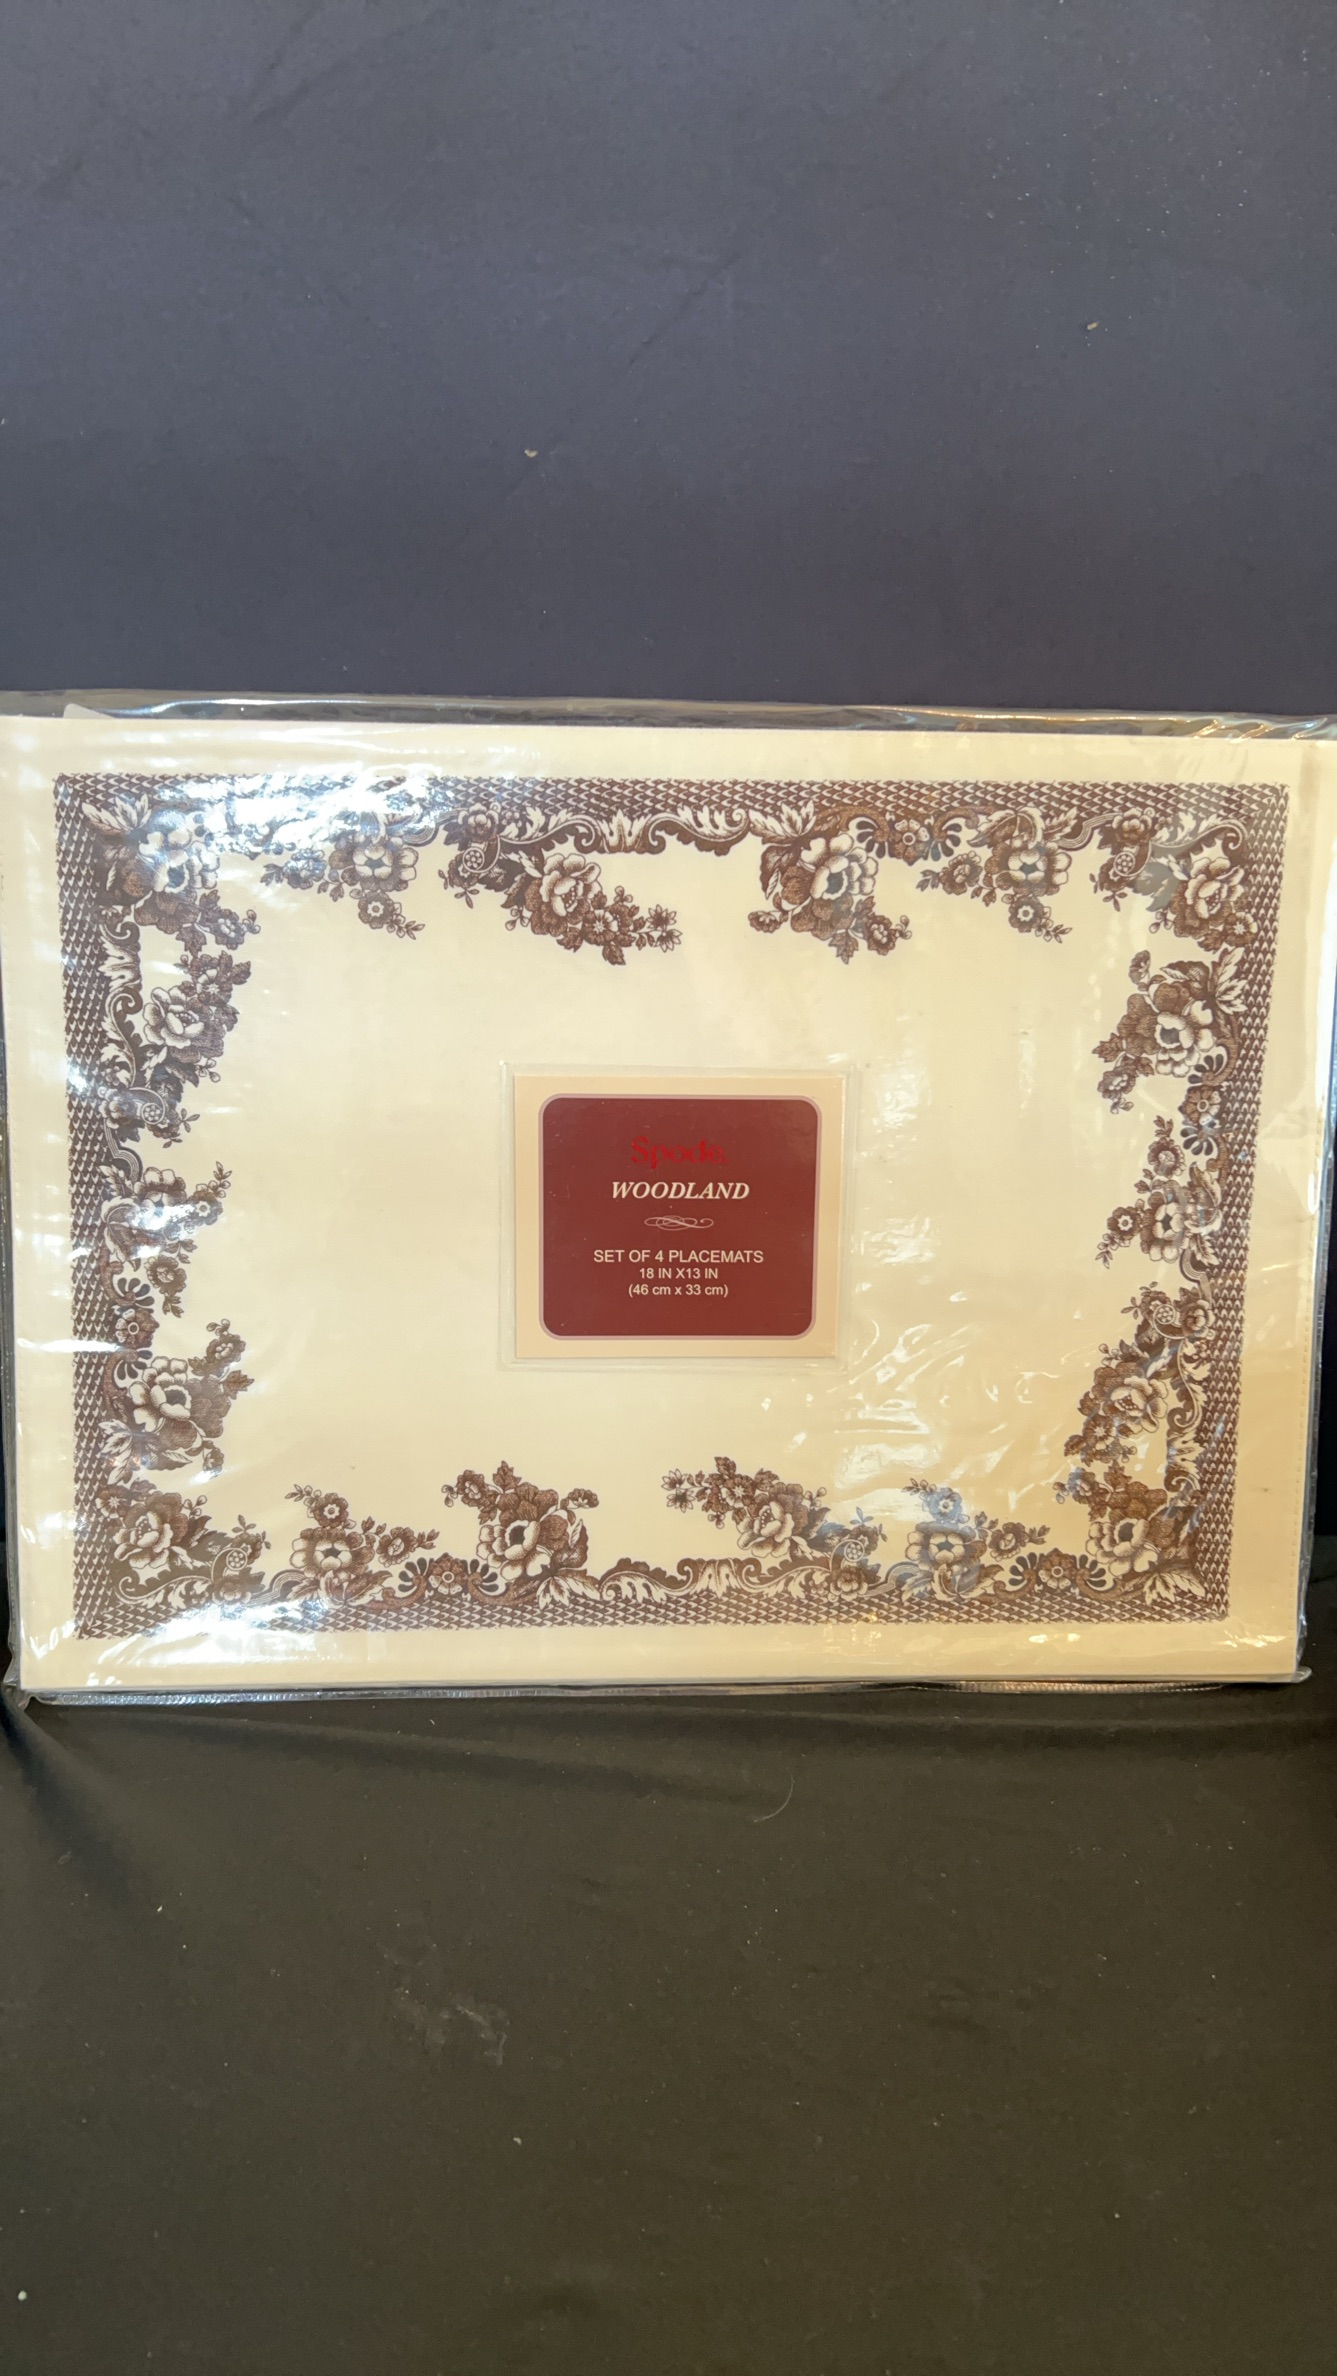 Spode
WOODLAND
SET OF 4 PLACEMATS
18 IN X13 IN
(46 cm x 33 cm)